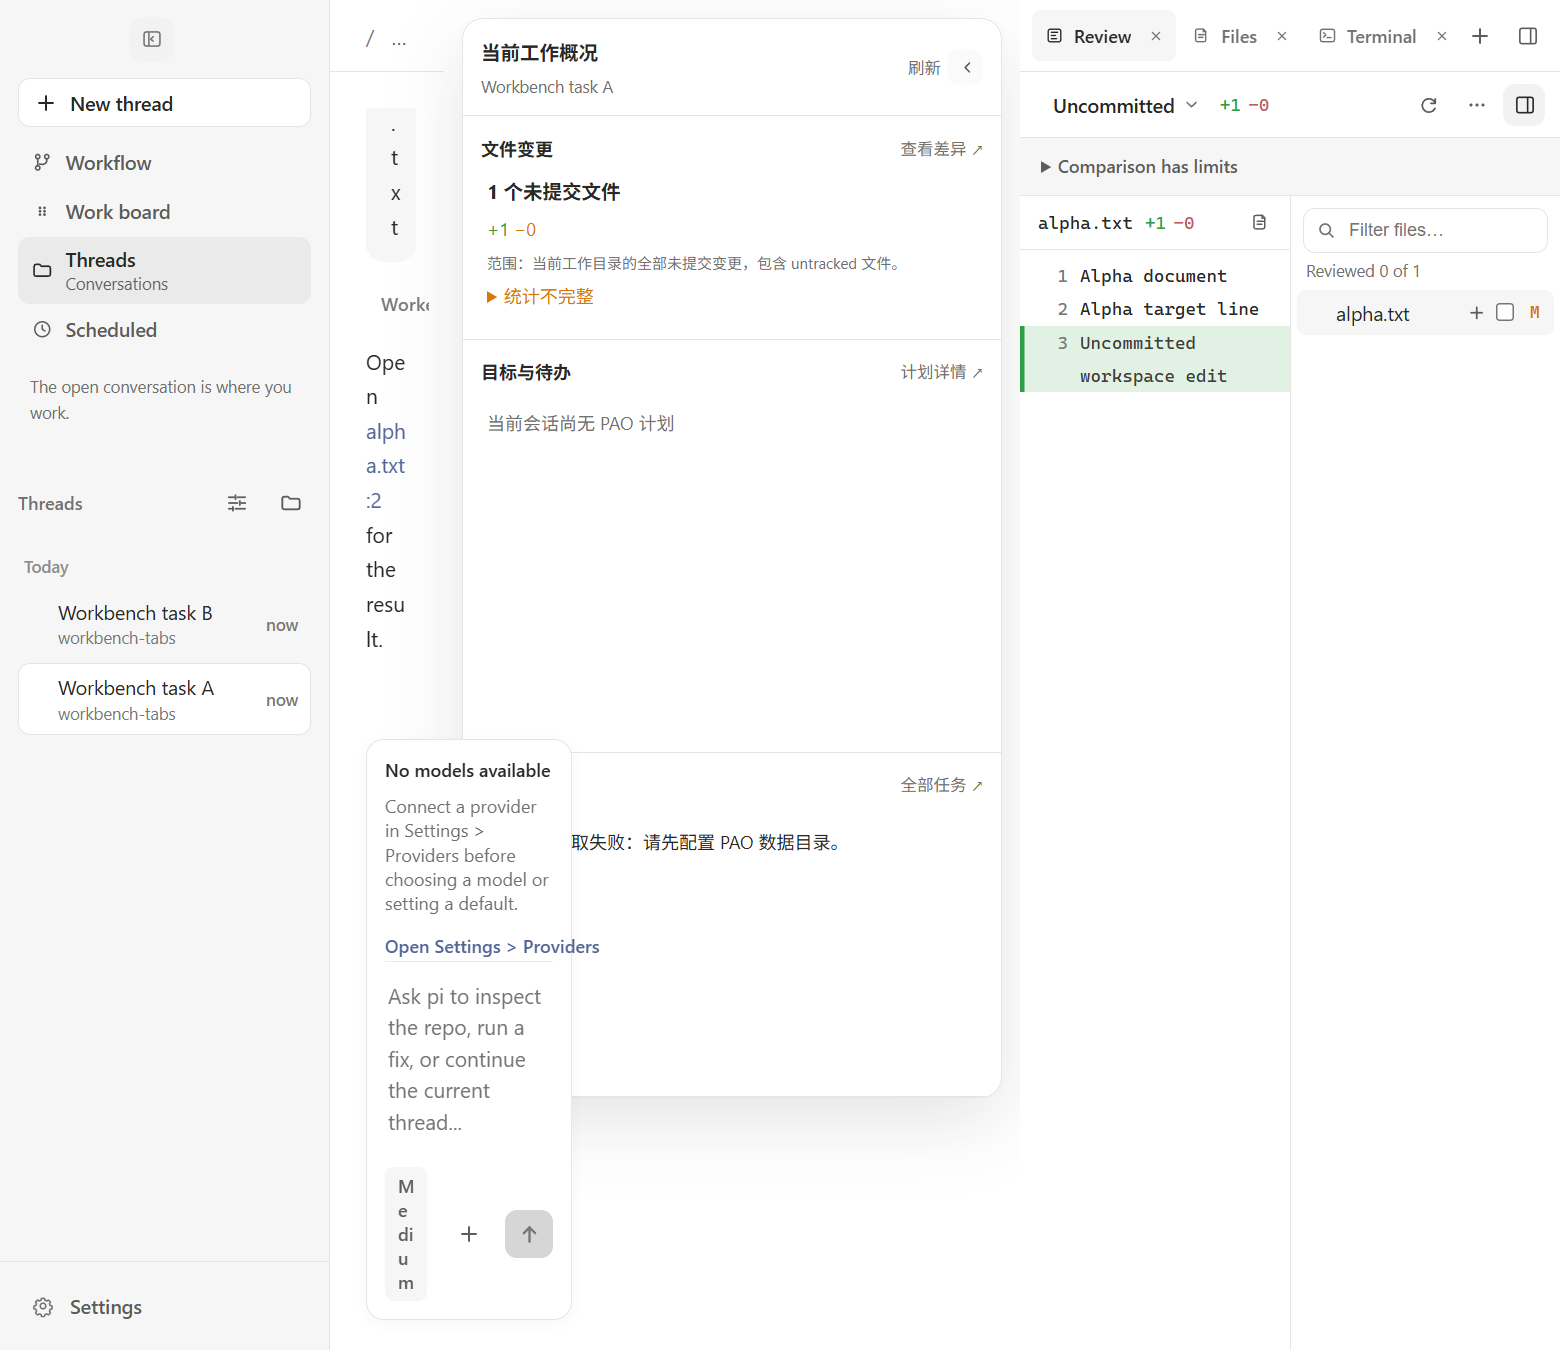 New thread
Workflow
Work board
Threads
Conversations
Scheduled
The open conversation is where you
work.
Threads
Today
Workbench task B
workbench-tabs
now
Workbench task A
workbench-tabs
now
Settings
/ ...
.
t
x
t
Ope
n
alph
a.txt
:2
for
the
resu
lt.
No models available
Connect a provider
in Settings >
Providers before
choosing a model or
setting a default.
Open Settings > Providers
Ask pi to inspect
the repo, run a
fix, or continue
the current
thread...
M
e
di
u
m
当前工作概况
Workbench task A
刷新
文件变更
查看差异 ↗
1 个未提交文件
+1 −0
范围：当前工作目录的全部未提交变更，包含 untracked 文件。
统计不完整
目标与待办
计划详情 ↗
当前会话尚无 PAO 计划
全部任务 ↗
取失败：请先配置 PAO 数据目录。
Review ×
Files ×
Terminal ×
Uncommitted +1 −0
Comparison has limits
alpha.txt +1 −0
1 Alpha document
2 Alpha target line
3 Uncommitted
workspace edit
Filter files…
Reviewed 0 of 1
alpha.txt + M